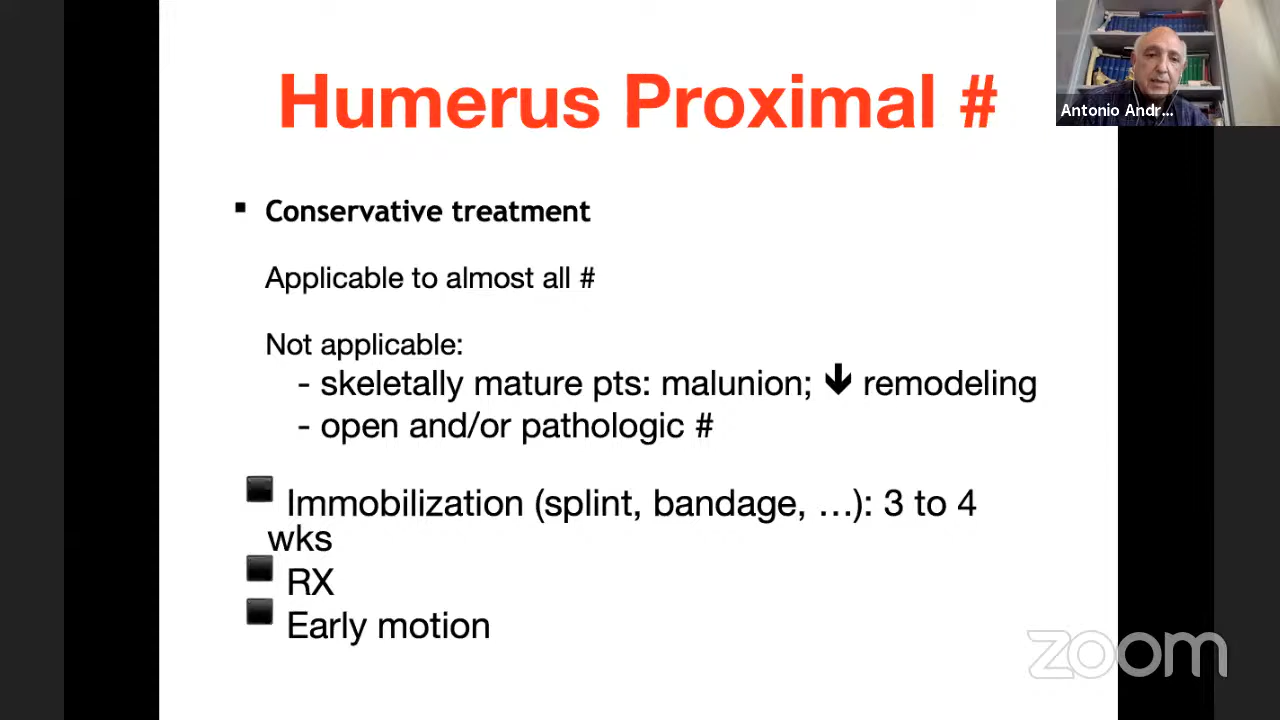 Humerus Proximal #
Antonio Andr...
▪ Conservative treatment
Applicable to almost all #
Not applicable:
- skeletally mature pts: malunion; 🡇 remodeling
- open and/or pathologic #
▪ Immobilization (splint, bandage, …): 3 to 4
wks
▪ RX
▪ Early motion
zoom